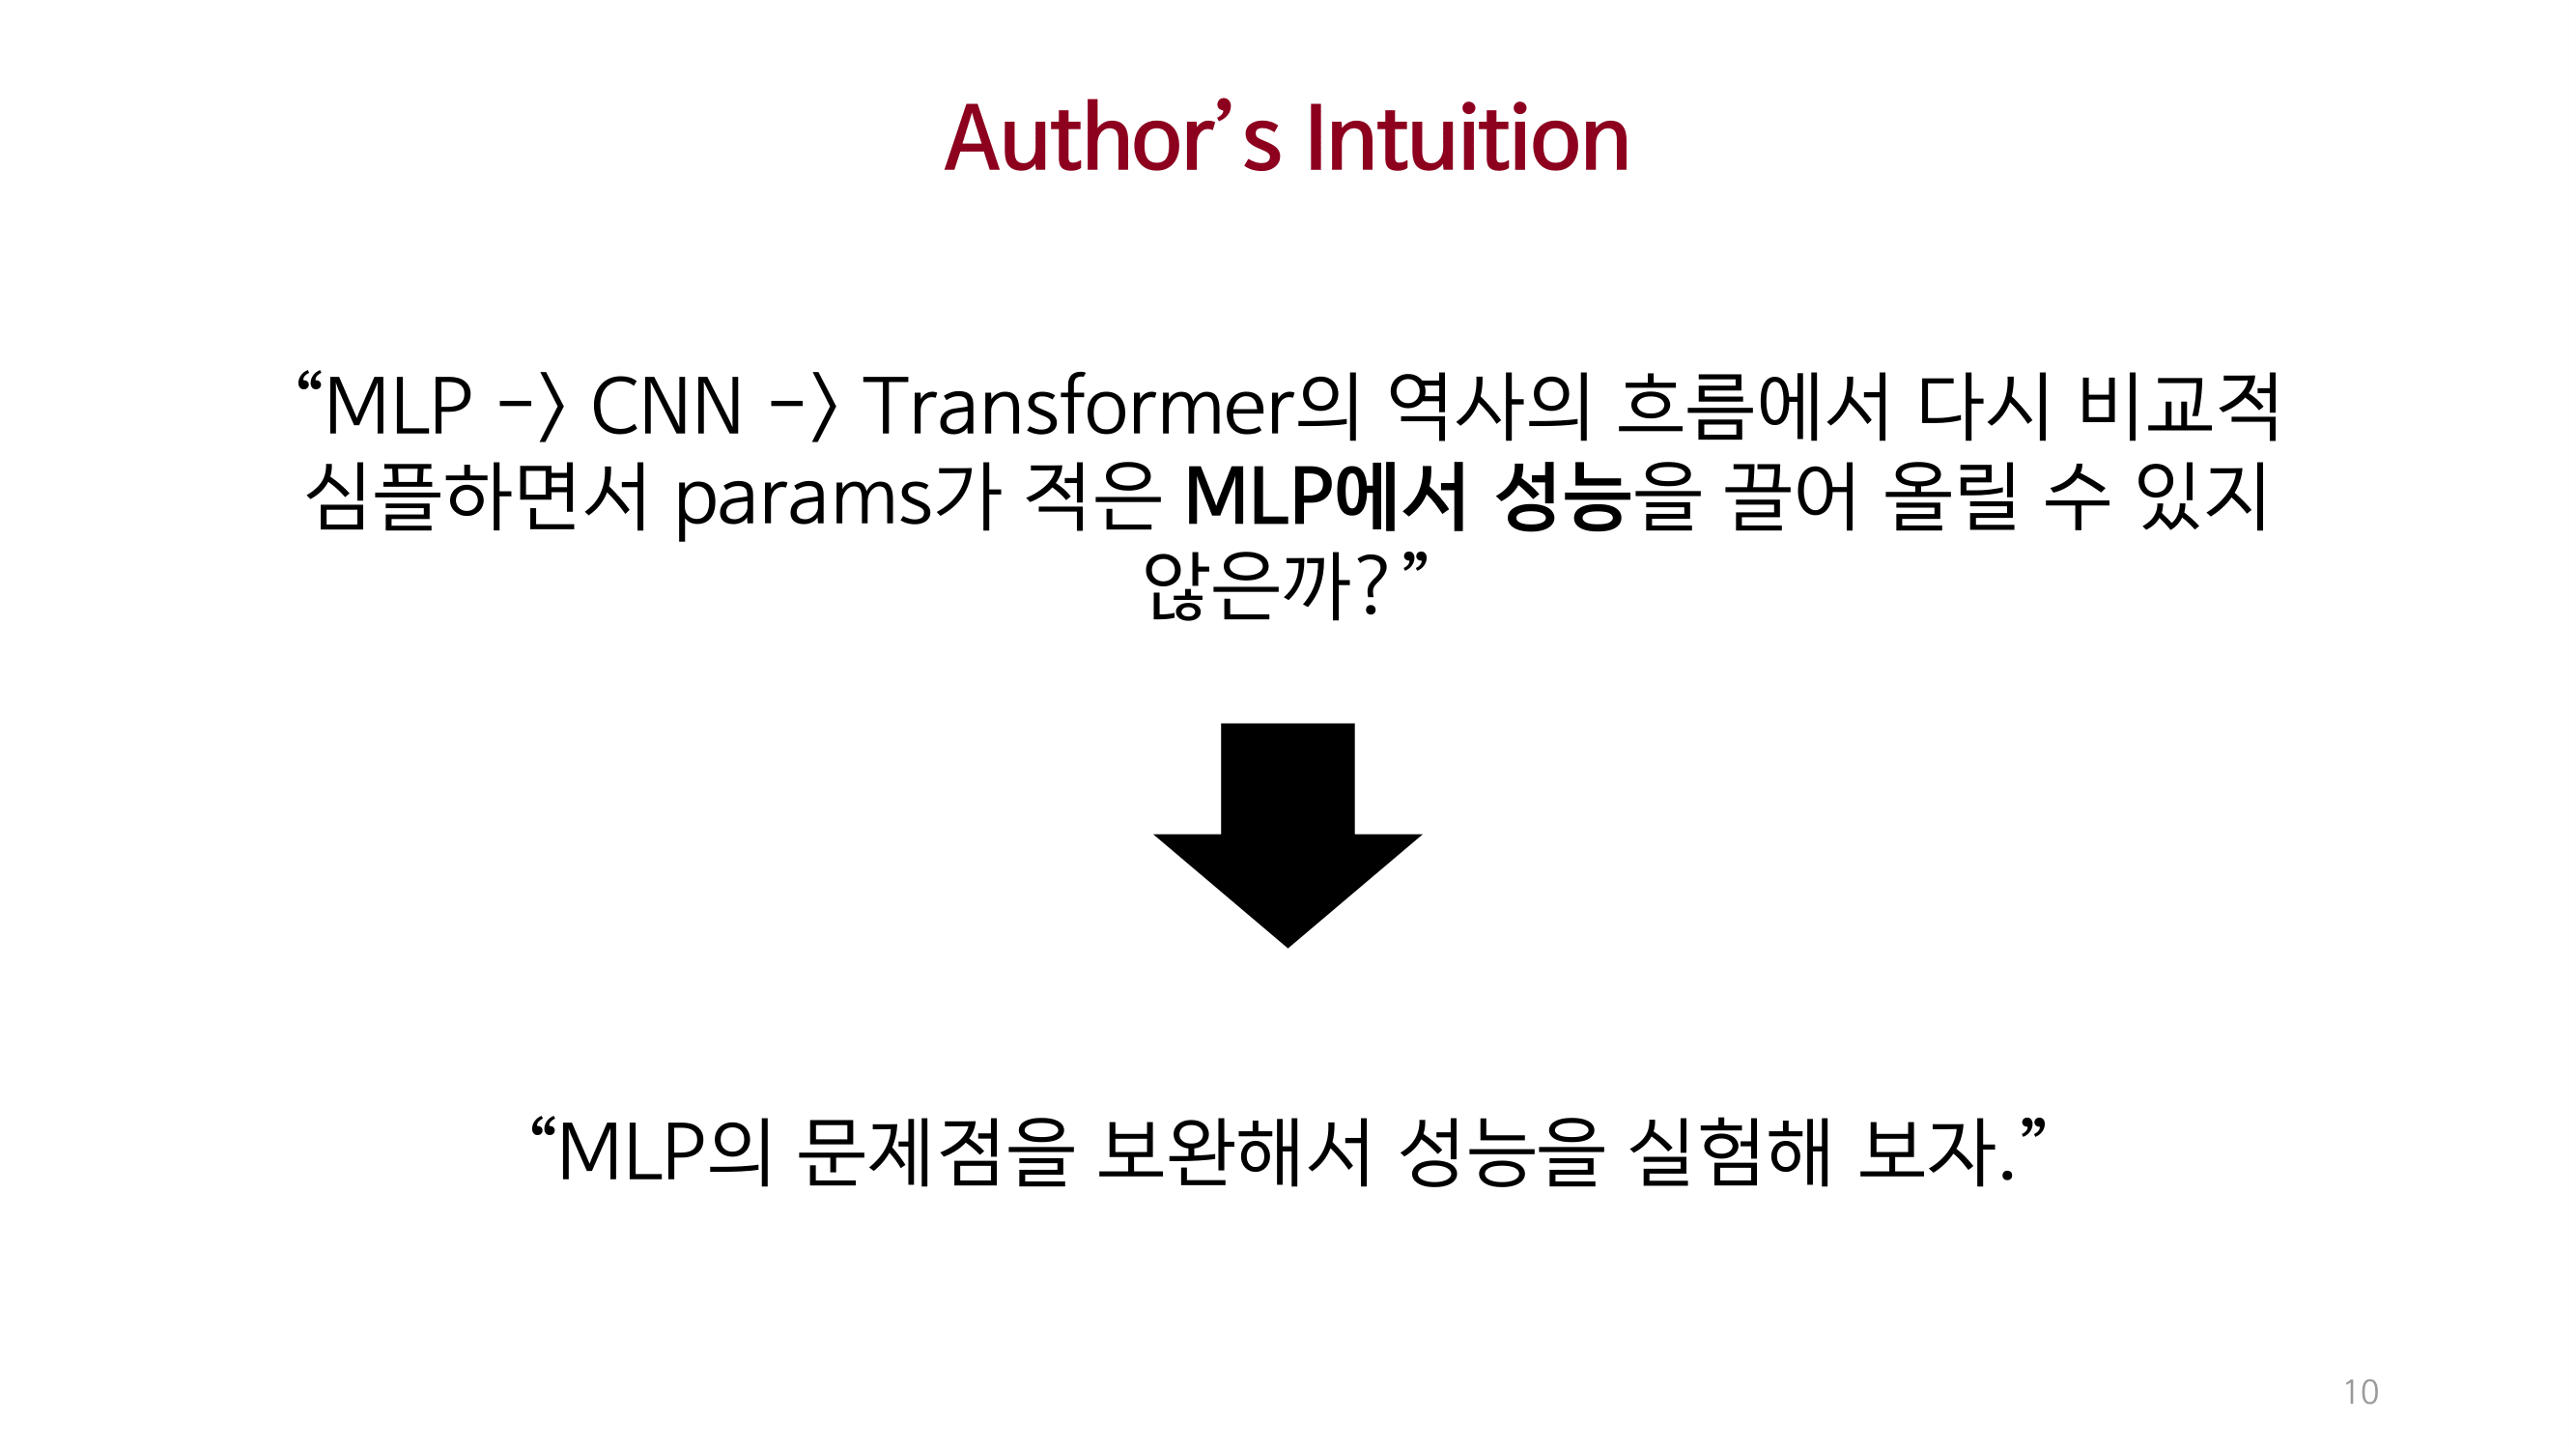 Author’s Intuition
“MLP -> CNN -> Transformer의 역사의 흐름에서 다시 비교적
심플하면서 params가 적은 MLP에서 성능을 끌어 올릴 수 있지
않은까?”
“MLP의 문제점을 보완해서 성능을 실험해 보자.”
10